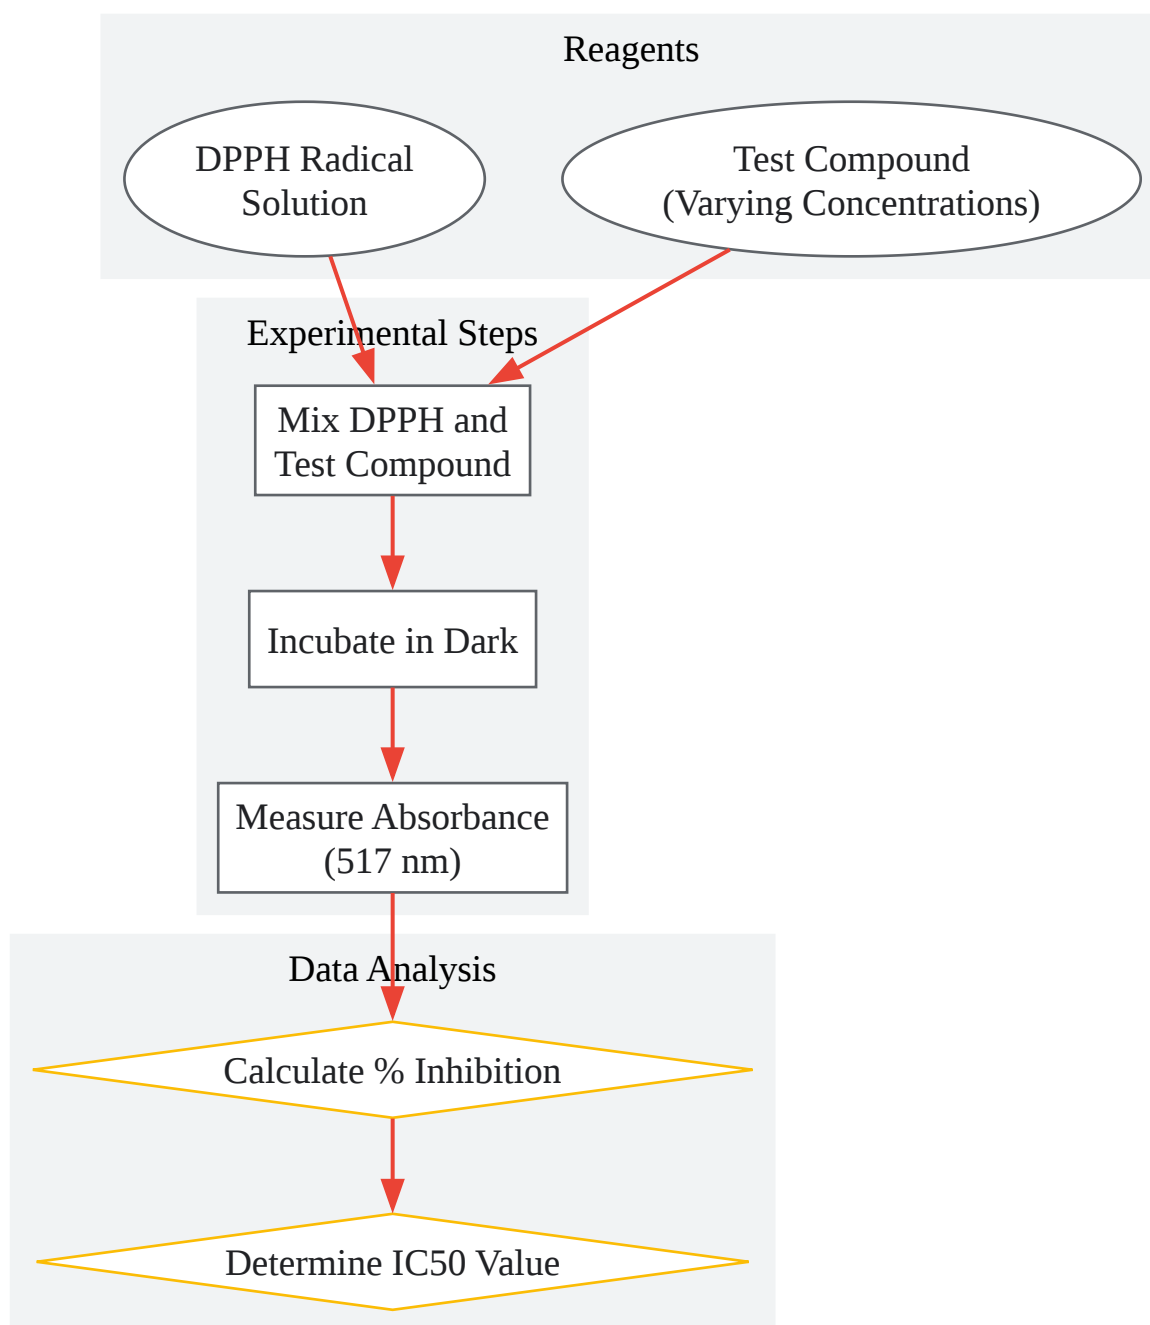 Reagents
DPPH Radical
Solution
Test Compound
(Varying Concentrations)
Experimental Steps
Mix DPPH and
Test Compound
Incubate in Dark
Measure Absorbance
(517 nm)
Data Analysis
Calculate % Inhibition
Determine IC50 Value